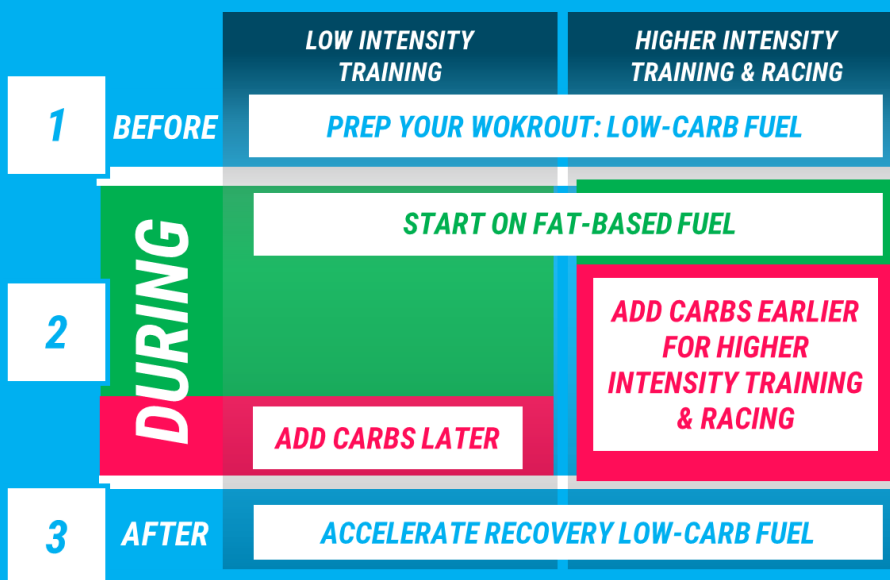 LOW INTENSITY
TRAINING
HIGHER INTENSITY
TRAINING & RACING
1
BEFORE
PREP YOUR WOKROUT: LOW-CARB FUEL
2
DURING
START ON FAT-BASED FUEL
ADD CARBS EARLIER
FOR HIGHER
INTENSITY TRAINING
& RACING
ADD CARBS LATER
3
AFTER
ACCELERATE RECOVERY LOW-CARB FUEL